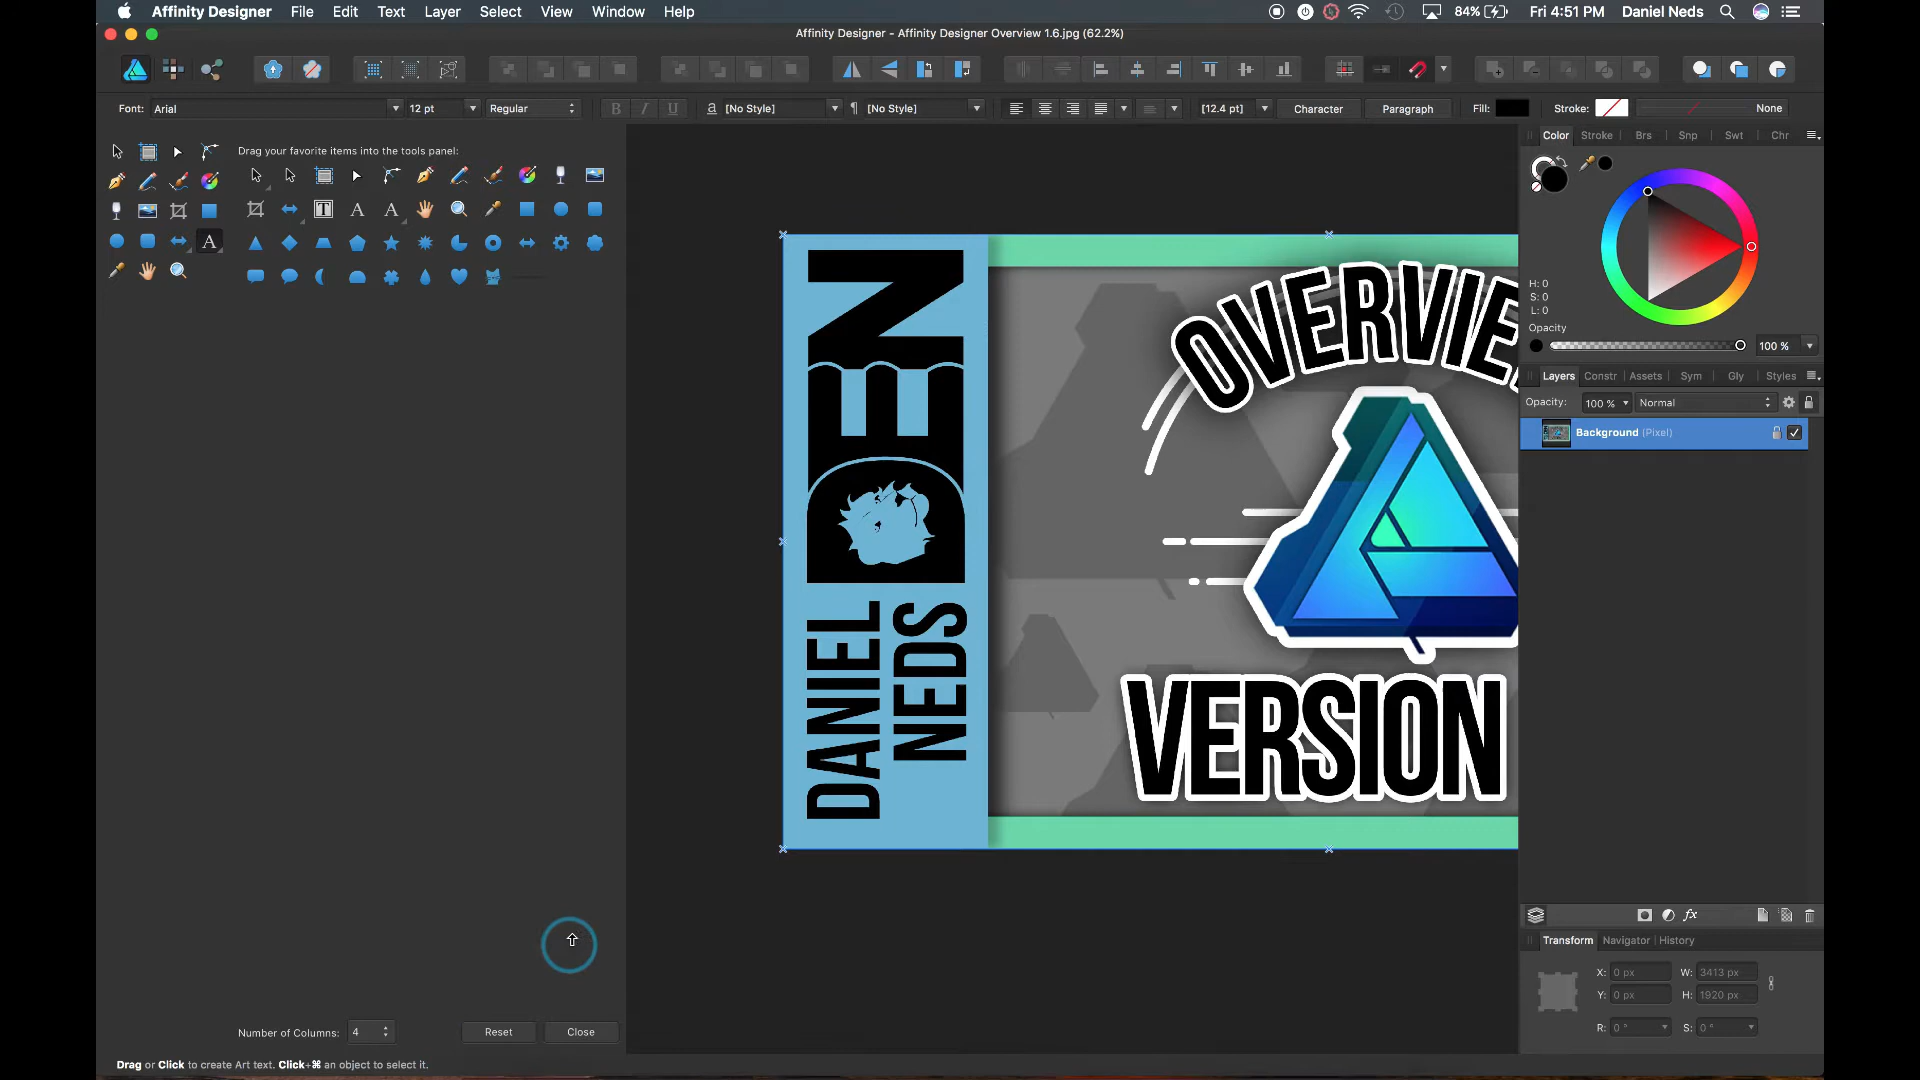 Affinity Designer File Edit Text Layer Select View Window Help 84% Fri 4:51 PM Daniel Neds
Affinity Designer - Affinity Designer Overview 1.6.jpg (62.2%)
Font: Arial 12 pt Regular B I U a [No Style] ¶ [No Style] [12.4 pt] Character Paragraph Fill: Stroke: None
Drag your favorite items into the tools panel:
Color Stroke Brs Snp Swt Chr
H: 0
S: 0
L: 0
Opacity
100 %
Layers Constr Assets Sym Gly Styles
Opacity: 100 % Normal
Background (Pixel)
DEN
DANIEL
NEDS
OVERVIE
VERSION
Transform Navigator History
X: 0 px W: 3413 px
Y: 0 px H: 1920 px
R: 0 ° S: 0 °
Number of Columns: 4 Reset Close
Drag or Click to create Art text. Click+⌘ an object to select it.